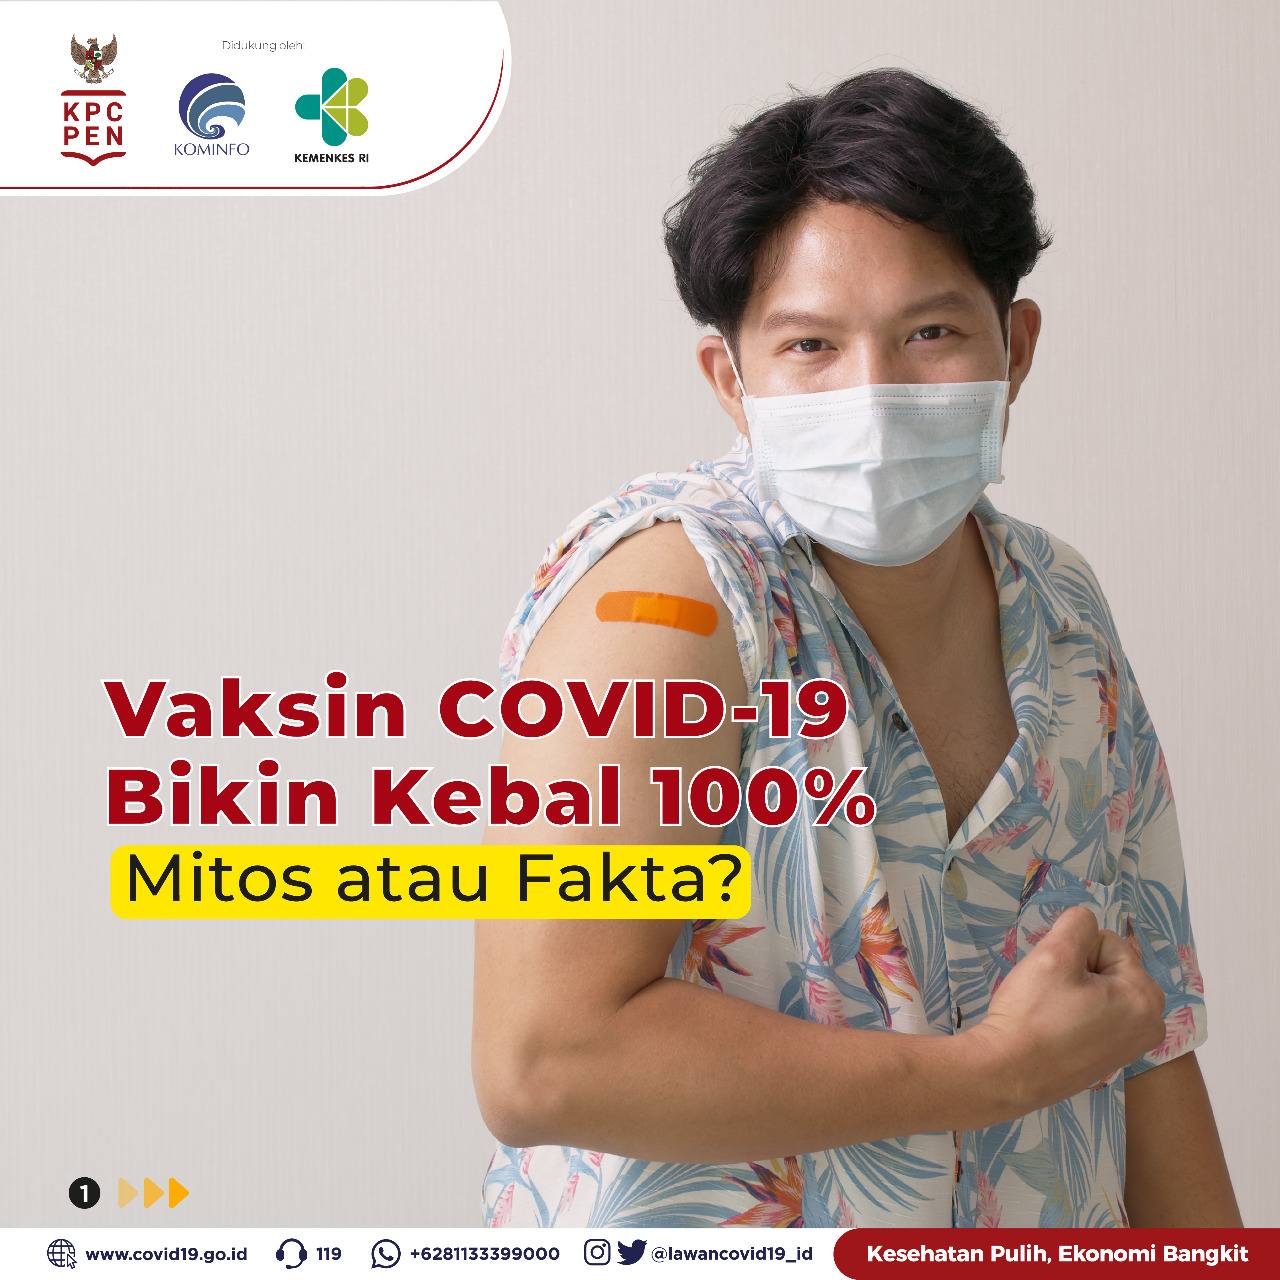 Didukung oleh:
KPC
PEN
KOMINFO
KEMENKES RI
Vaksin COVID-19
Bikin Kebal 100%
Mitos atau Fakta?
1
www.covid19.go.id
119
+6281133399000
@lawancovid19_id
Kesehatan Pulih, Ekonomi Bangkit